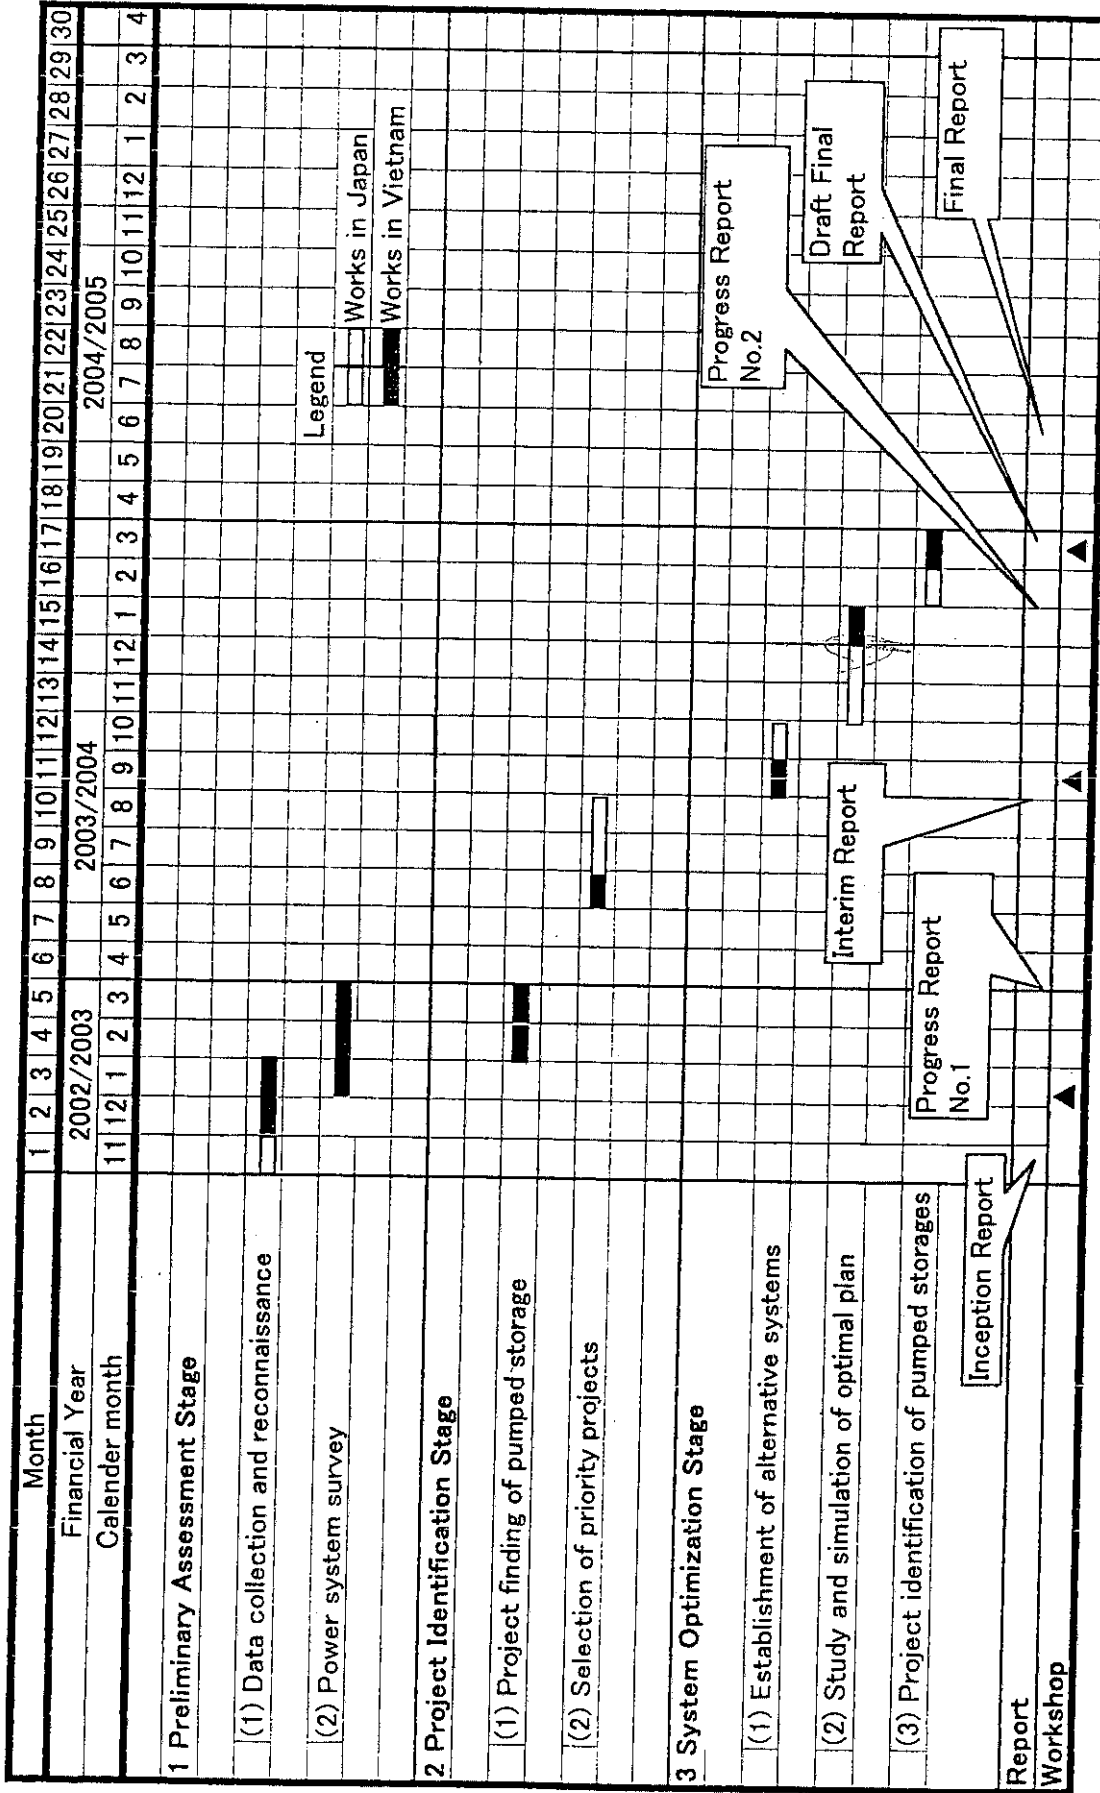 Month 1 2 3 4 5 6 7 8 9 10 11 12 13 14 15 16 17 18 19 20 21 22 23 24 25 26 27 28 29 30
Financial Year 2002/2003 2003/2004 2004/2005
Calender month 11 12 1 2 3 4 5 6 7 8 9 10 11 12 1 2 3 4 5 6 7 8 9 10 11 12 1 2 3 4
1 Preliminary Assessment Stage
(1) Data collection and reconnaissance
(2) Power system survey
Legend
Works in Japan
Works in Vietnam
2 Project Identification Stage
(1) Project finding of pumped storage
(2) Selection of priority projects
3 System Optimization Stage
(1) Establishment of alternative systems
(2) Study and simulation of optimal plan
(3) Project identification of pumped storages
Inception Report
Progress Report
No.1
Interim Report
Progress Report
No.2
Draft Final
Report
Final Report
Report
Workshop